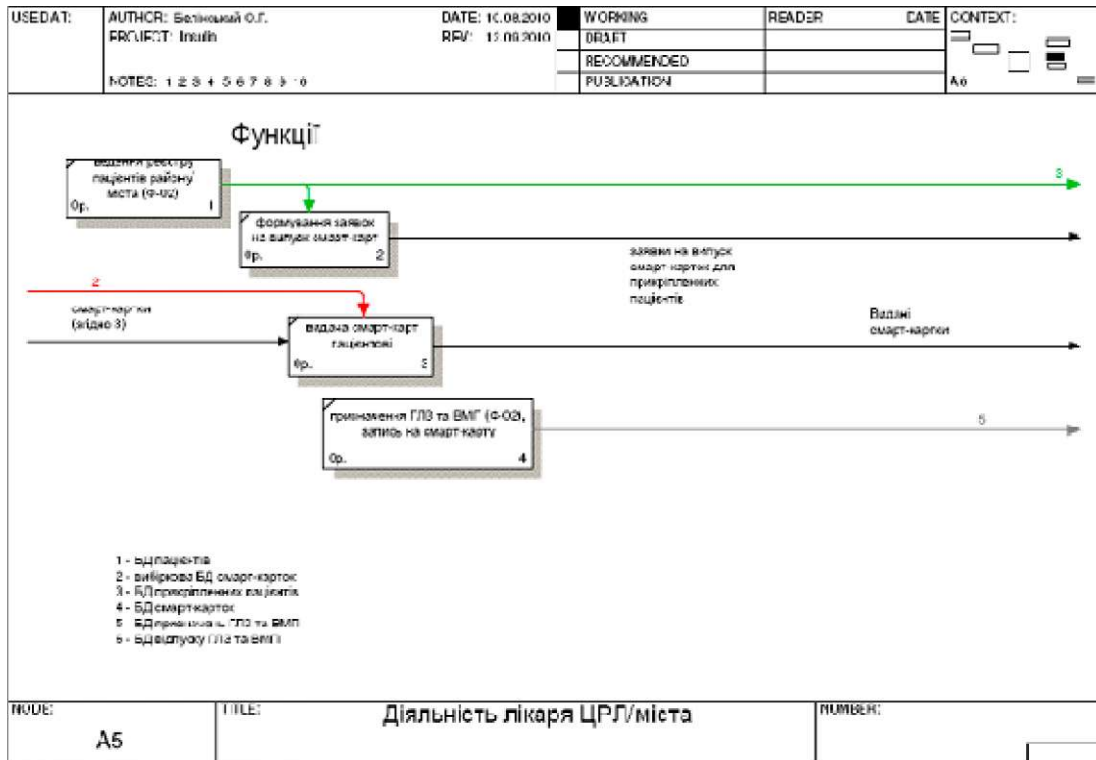 USED AT:
AUTHOR: Белінський О.Г.
DATE: 10.08.2010
WORKING
READER
DATE
CONTEXT:
PROJECT: Insulin
REV: 12.08.2010
DRAFT
RECOMMENDED
NOTES: 1 2 3 4 5 6 7 8 9 10
PUBLICATION
Функції
ведення реєстру
пацієнтів району/
міста (Ф-02)
0р.
1
3
формування заявок
на випуск смарт-карт
0р.
2
заявки на випуск
смарт-карток для
прикріпленних
пацієнтів
2
смарт-картки
(згідно 3)
Видані
смарт-картки
видача смарт-карт
пацієнтові
0р.
3
призначення ГЛЗ та ВМП (Ф-02),
запись на смарт-карту
0р.
4
5
1 - БД пацієнтів
2 - вибіркова БД смарт-карток
3 - БД прикріпленних пацієнтів
4 - БД смарт-карток
5 - БД призначень ГЛЗ та ВМП
6 - БД відпуску ГЛЗ та ВМП
NODE:
TITLE:
NUMBER:
A5
Діяльність лікаря ЦРЛ/міста